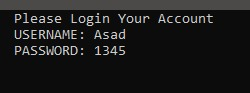 Please Login Your Account
USERNAME: Asad
PASSWORD: 1345